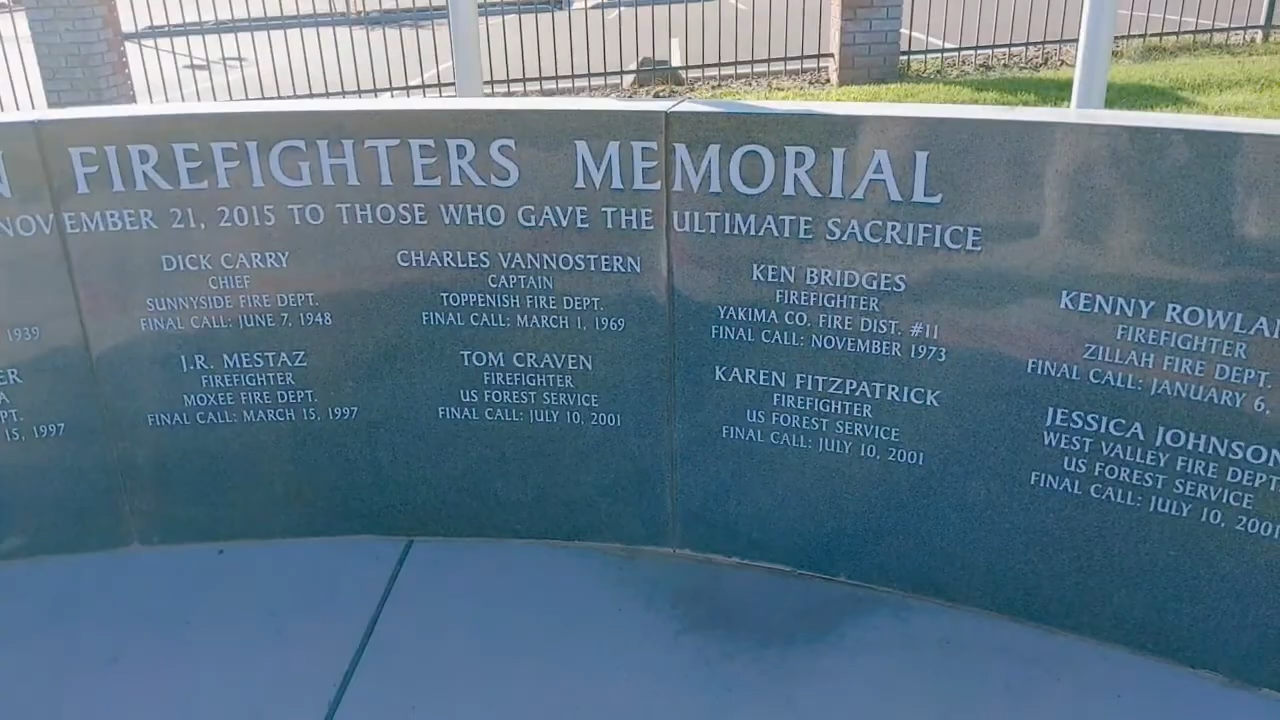 FIREFIGHTERS MEMORIAL
NOVEMBER 21, 2015 TO THOSE WHO GAVE THE ULTIMATE SACRIFICE
1939
15, 1997
DICK CARRY
CHIEF
SUNNYSIDE FIRE DEPT.
FINAL CALL: JUNE 7, 1948
J.R. MESTAZ
FIREFIGHTER
MOXEE FIRE DEPT.
FINAL CALL: MARCH 15, 1997
CHARLES VANNOSTERN
CAPTAIN
TOPPENISH FIRE DEPT.
FINAL CALL: MARCH 1, 1969
TOM CRAVEN
FIREFIGHTER
US FOREST SERVICE
FINAL CALL: JULY 10, 2001
KEN BRIDGES
FIREFIGHTER
YAKIMA CO. FIRE DIST. #11
FINAL CALL: NOVEMBER 1973
KAREN FITZPATRICK
FIREFIGHTER
US FOREST SERVICE
FINAL CALL: JULY 10, 2001
KENNY
FIREFIGHTER
ZILLAH FIRE DEPT.
FINAL CALL: JANUARY 6,
JESSICA JOHNSON
WEST VALLEY FIRE DEPT
US FOREST SERVICE
FINAL CALL: JULY 10, 2001